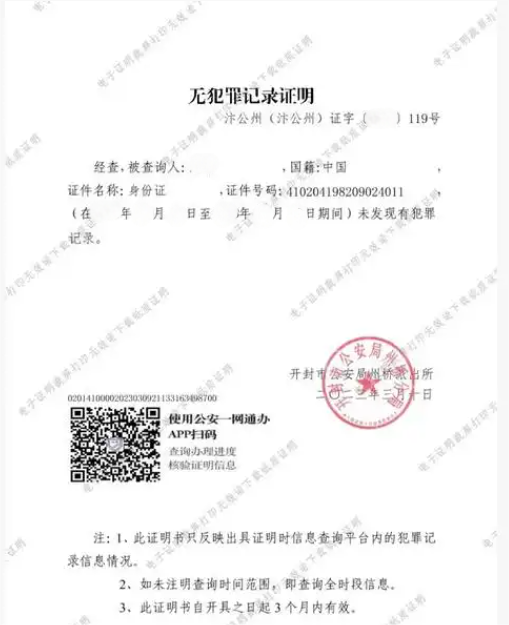 无犯罪记录证明
汴公州（汴公州）证字〔 〕119号
经查，被查询人： ，国籍：中国 ，
证件名称：身份证 ，证件号码：410204198209024011 ，
（在 年 月 日至 年 月 日期间）未发现有犯罪
记录。
开封市公安局州桥派出所
二〇二三年三月十日
0201410000202303092113316349870​0
使用公安一网通办
APP扫码
查询办理进度
核验证明信息
注：1、此证明书只反映出具证明时信息查询平台内的犯罪记
录信息情况。
2、如未注明查询时间范围，即查询全时段信息。
3、此证明书自开具之日起3个月内有效。